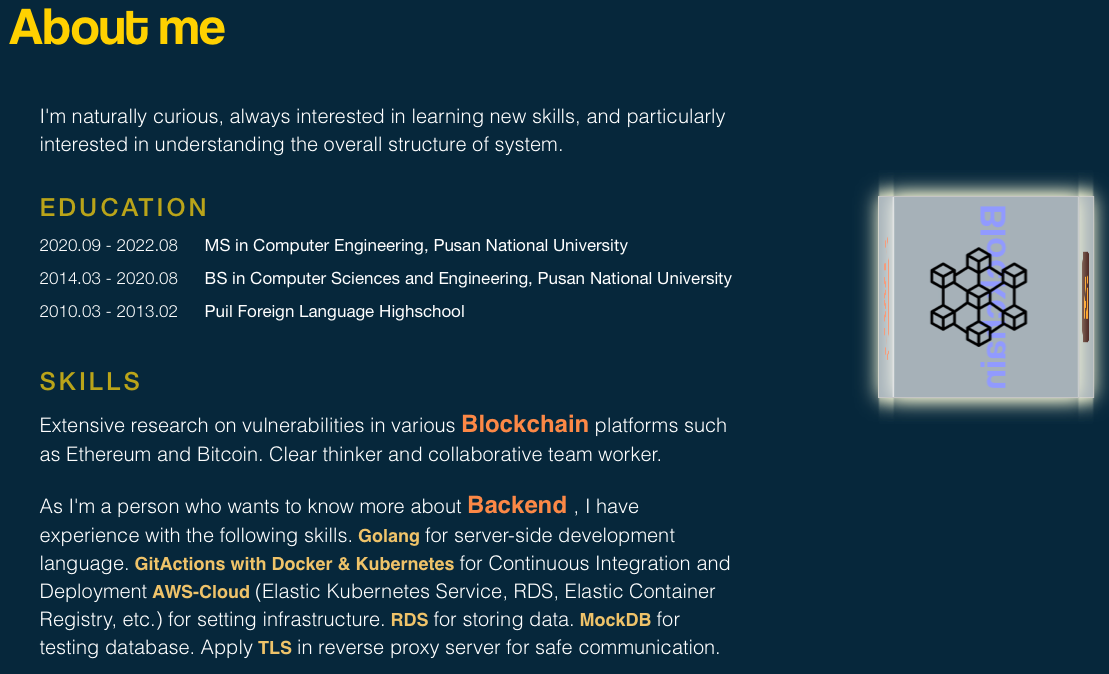 About me
I'm naturally curious, always interested in learning new skills, and particularly
interested in understanding the overall structure of system.
EDUCATION
2020.09 - 2022.08 MS in Computer Engineering, Pusan National University
2014.03 - 2020.08 BS in Computer Sciences and Engineering, Pusan National University
2010.03 - 2013.02 Puil Foreign Language Highschool
SKILLS
Extensive research on vulnerabilities in various Blockchain platforms such
as Ethereum and Bitcoin. Clear thinker and collaborative team worker.
As I'm a person who wants to know more about Backend , I have
experience with the following skills. Golang for server-side development
language. GitActions with Docker & Kubernetes for Continuous Integration and
Deployment AWS-Cloud (Elastic Kubernetes Service, RDS, Elastic Container
Registry, etc.) for setting infrastructure. RDS for storing data. MockDB for
testing database. Apply TLS in reverse proxy server for safe communication.
Blockchain